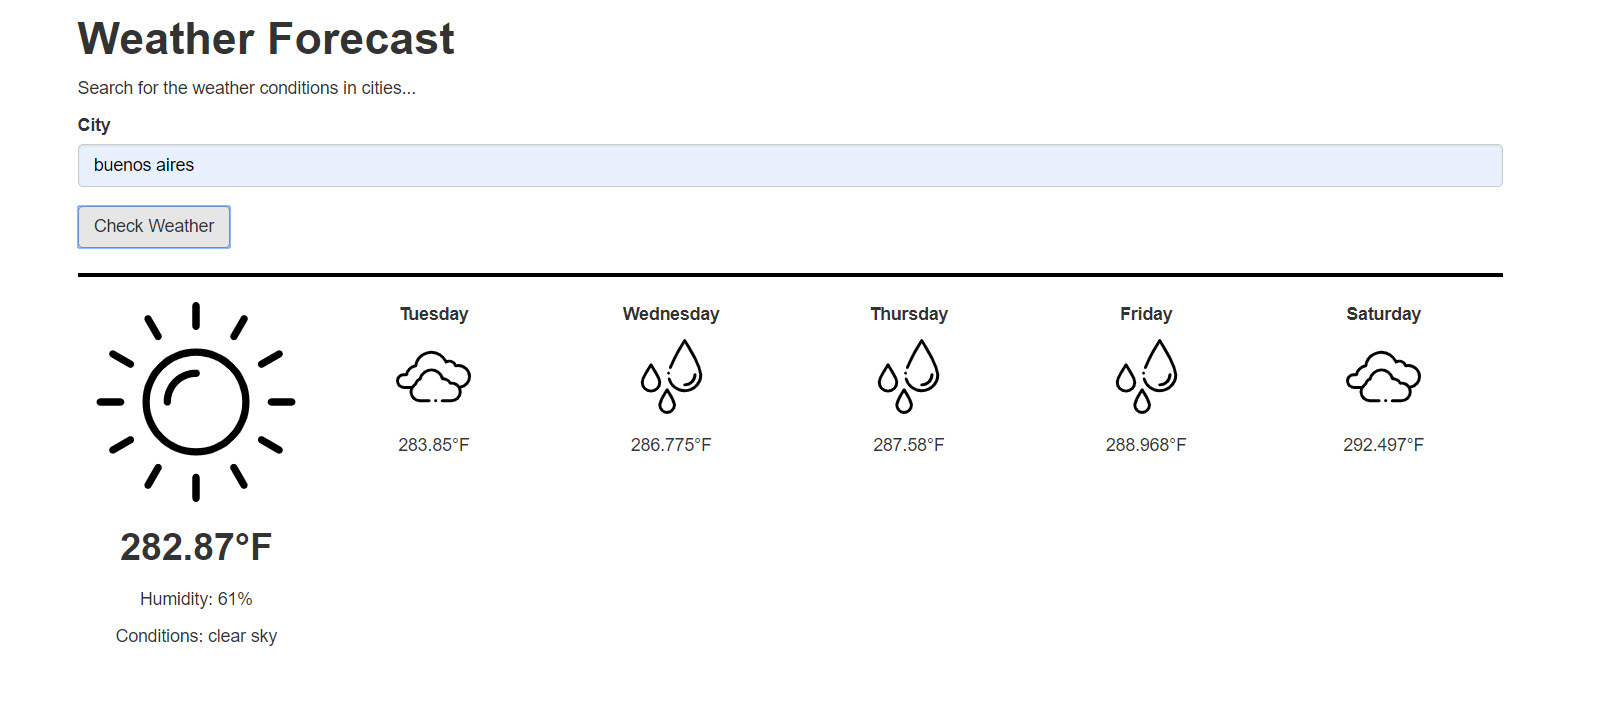 Weather Forecast
Search for the weather conditions in cities...
City
buenos aires
Check Weather
Tuesday Wednesday Thursday Friday Saturday
283.85°F 286.775°F 287.58°F 288.968°F 292.497°F
282.87°F
Humidity: 61%
Conditions: clear sky